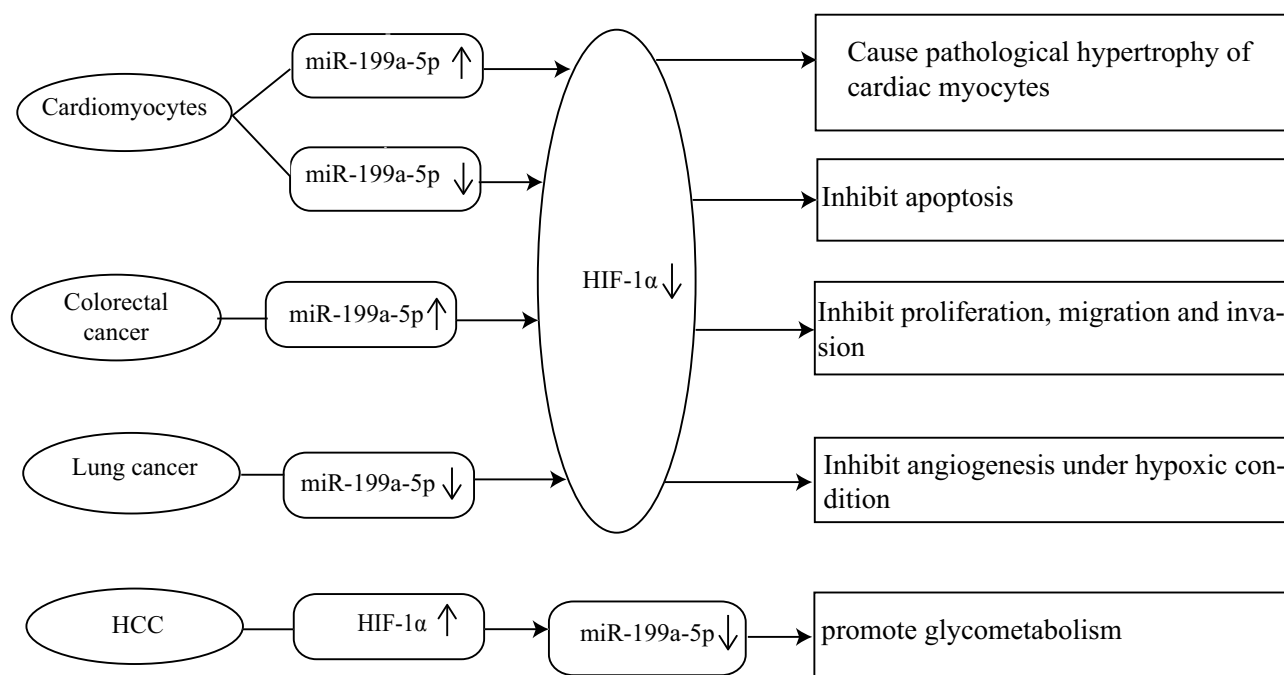 Cardiomyocytes
miR-199a-5p ↑
miR-199a-5p ↓
Colorectal
cancer
miR-199a-5p ↑
Lung cancer
miR-199a-5p ↓
HIF-1α ↓
Cause pathological hypertrophy of
cardiac myocytes
Inhibit apoptosis
Inhibit proliferation, migration and inva-
sion
Inhibit angiogenesis under hypoxic con-
dition
HCC
HIF-1α ↑
miR-199a-5p ↓
promote glycometabolism